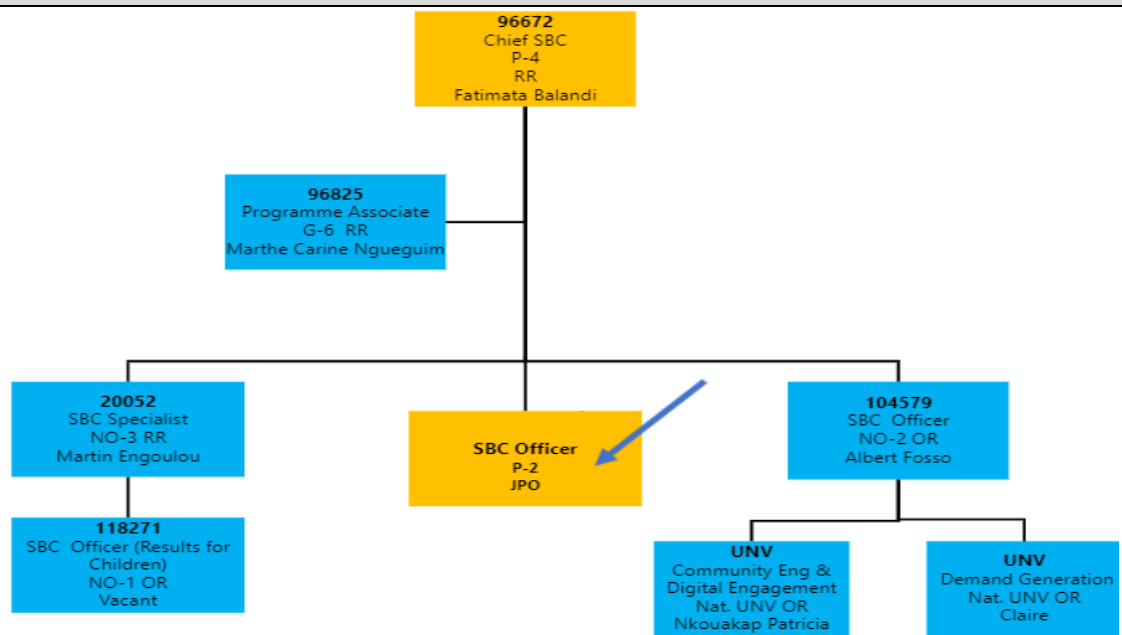 96672
Chief SBC
P-4
RR
Fatimata Balandi
96825
Programme Associate
G-6 RR
Marthe Carine Ngueguim
20052
SBC Specialist
NO-3 RR
Martin Engoulou
SBC Officer
P-2
JPO
104579
SBC Officer
NO-2 OR
Albert Fosso
118271
SBC Officer (Results for
Children)
NO-1 OR
Vacant
UNV
Community Eng &
Digital Engagement
Nat. UNV OR
Nkouakap Patricia
UNV
Demand Generation
Nat. UNV OR
Claire